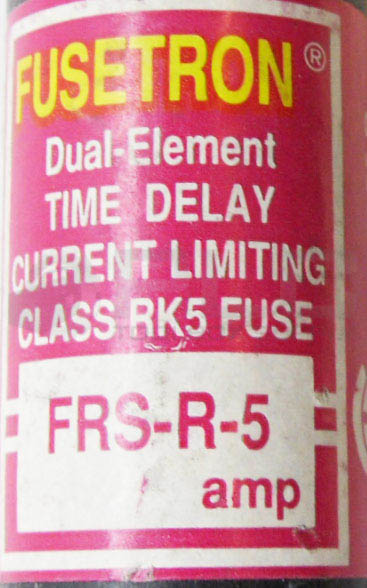 FUSETRON ®
Dual-Element
TIME DELAY
CURRENT LIMITING
CLASS RK5 FUSE
FRS-R-5
amp